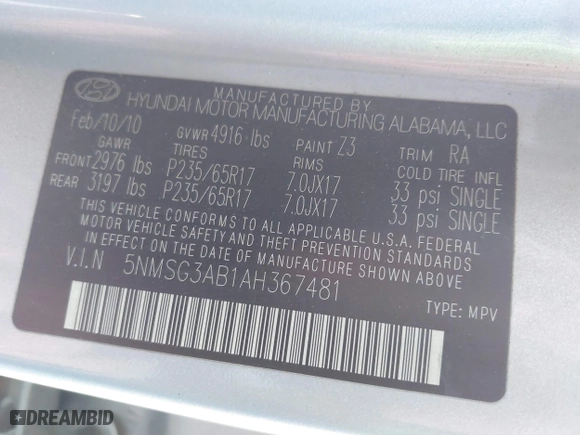 MANUFACTURED BY
HYUNDAI MOTOR MANUFACTURING ALABAMA, LLC
Feb/10/10 GVWR 4916 lbs PAINT Z3 TRIM RA
GAWR TIRES RIMS COLD TIRE INFL
FRONT 2976 lbs P235/65R17 7.0JX17 33 psi SINGLE
REAR 3197 lbs P235/65R17 7.0JX17 33 psi SINGLE
THIS VEHICLE CONFORMS TO ALL APPLICABLE U.S.A. FEDERAL
MOTOR VEHICLE SAFETY AND THEFT PREVENTION STANDARDS
IN EFFECT ON THE DATE OF MANUFACTURE SHOWN ABOVE
V.I.N 5NMSG3AB1AH367481
TYPE: MPV
DREAMBID